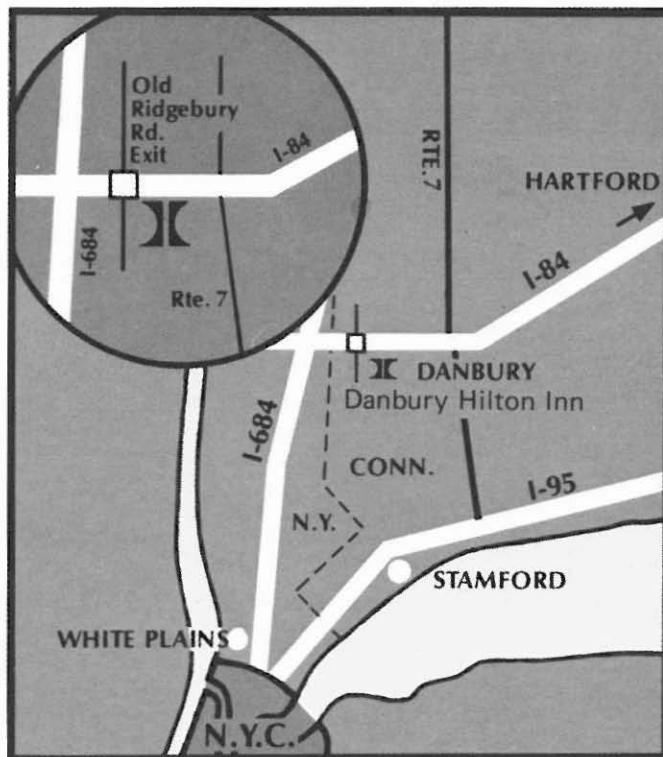 Old
Ridgebury
Rd.
Exit
I-84
I-684
Rte. 7
RTE. 7
HARTFORD
I-84
DANBURY
Danbury Hilton Inn
I-684
CONN.
I-95
N.Y.
STAMFORD
WHITE PLAINS
N.Y.C.